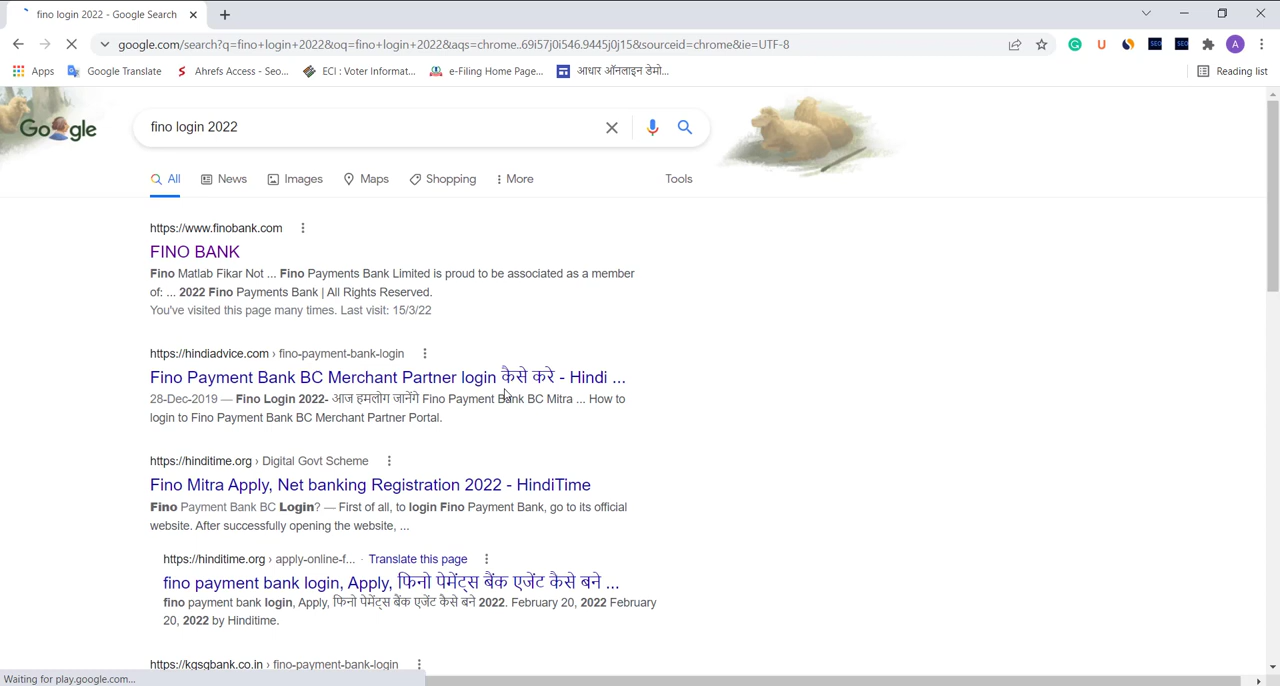 fino login 2022 - Google Search
google.com/search?q=fino+login+2022&oq=fino+login+2022&aqs=chrome..69i57j0i546.9445j0j15&sourceid=chrome&ie=UTF-8
SEO SEO A
Apps Google Translate Ahrefs Access - Seo... ECI : Voter Informat... e-Filing Home Page,... आधार ऑनलाइन डेमो... Reading list
Google
fino login 2022
All News Images Maps Shopping More Tools
https://www.finobank.com
FINO BANK
Fino Matlab Fikar Not ... Fino Payments Bank Limited is proud to be associated as a member
of: ... 2022 Fino Payments Bank | All Rights Reserved.
You've visited this page many times. Last visit: 15/3/22
https://hindiadvice.com › fino-payment-bank-login
Fino Payment Bank BC Merchant Partner login कैसे करे - Hindi ...
28-Dec-2019 — Fino Login 2022- आज हमलोग जानेंगे Fino Payment Bank BC Mitra ... How to
login to Fino Payment Bank BC Merchant Partner Portal.
https://hinditime.org › Digital Govt Scheme
Fino Mitra Apply, Net banking Registration 2022 - HindiTime
Fino Payment Bank BC Login? — First of all, to login Fino Payment Bank, go to its official
website. After successfully opening the website, ...
https://hinditime.org › apply-online-f... · Translate this page
fino payment bank login, Apply, फिनो पेमेंट्स बैंक एजेंट कैसे बने ...
fino payment bank login, Apply, फिनो पेमेंट्स बैंक एजेंट कैसे बने 2022. February 20, 2022 February
20, 2022 by Hinditime.
https://kgsgbank.co.in › fino-payment-bank-login
Waiting for play.google.com...